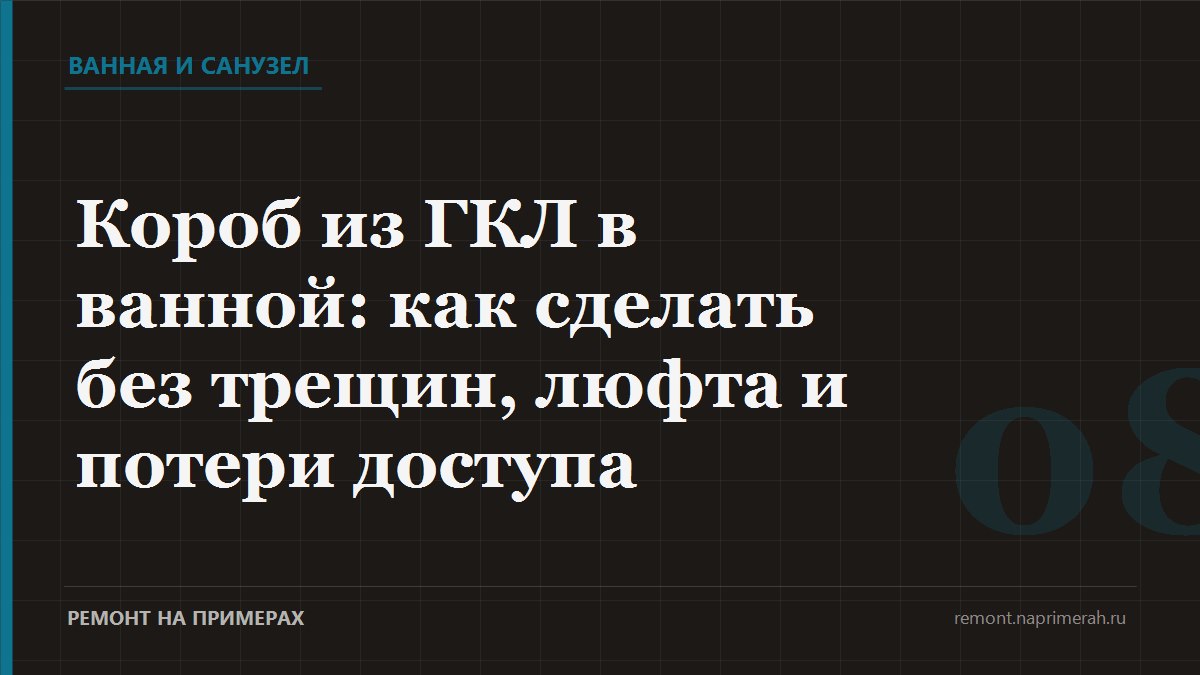 ВАННАЯ И САНУЗЕЛ
Короб из ГКЛ в
ванной: как сделать
без трещин, люфта и
потери доступа
08
РЕМОНТ НА ПРИМЕРАХ
remont.naprimerah.ru